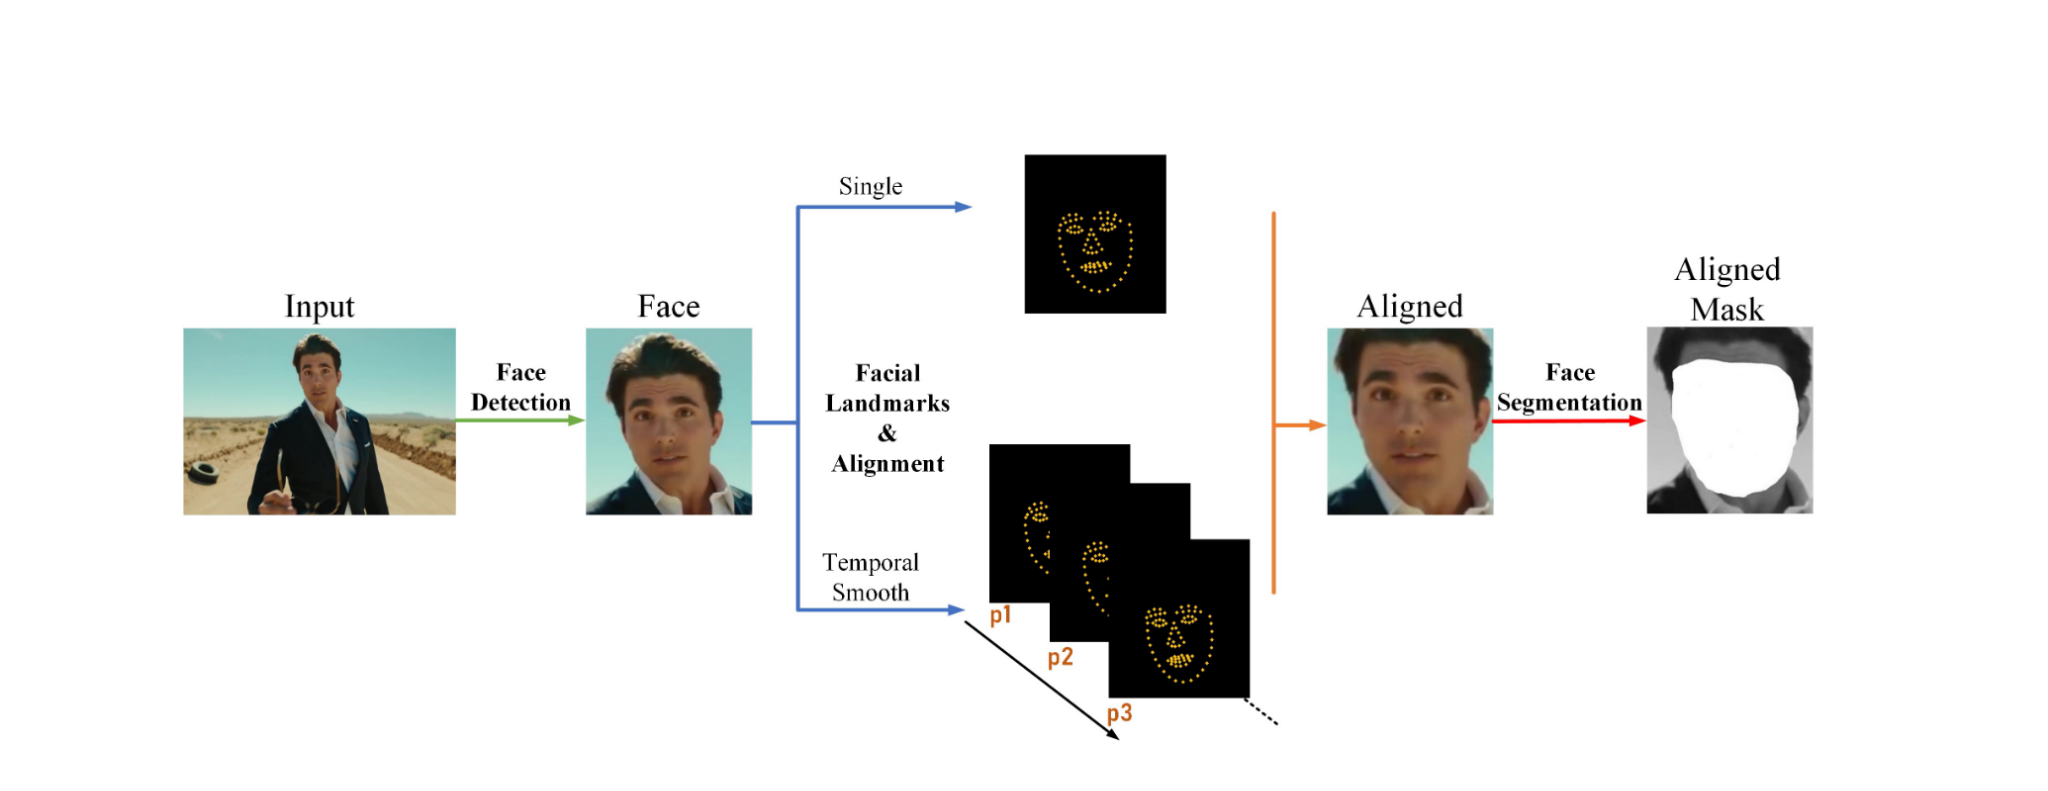 Input
Face
Detection
Face
Single
Facial
Landmarks
&
Alignment
Temporal
Smooth
p1
p2
p3
Aligned
Face
Segmentation
Aligned
Mask